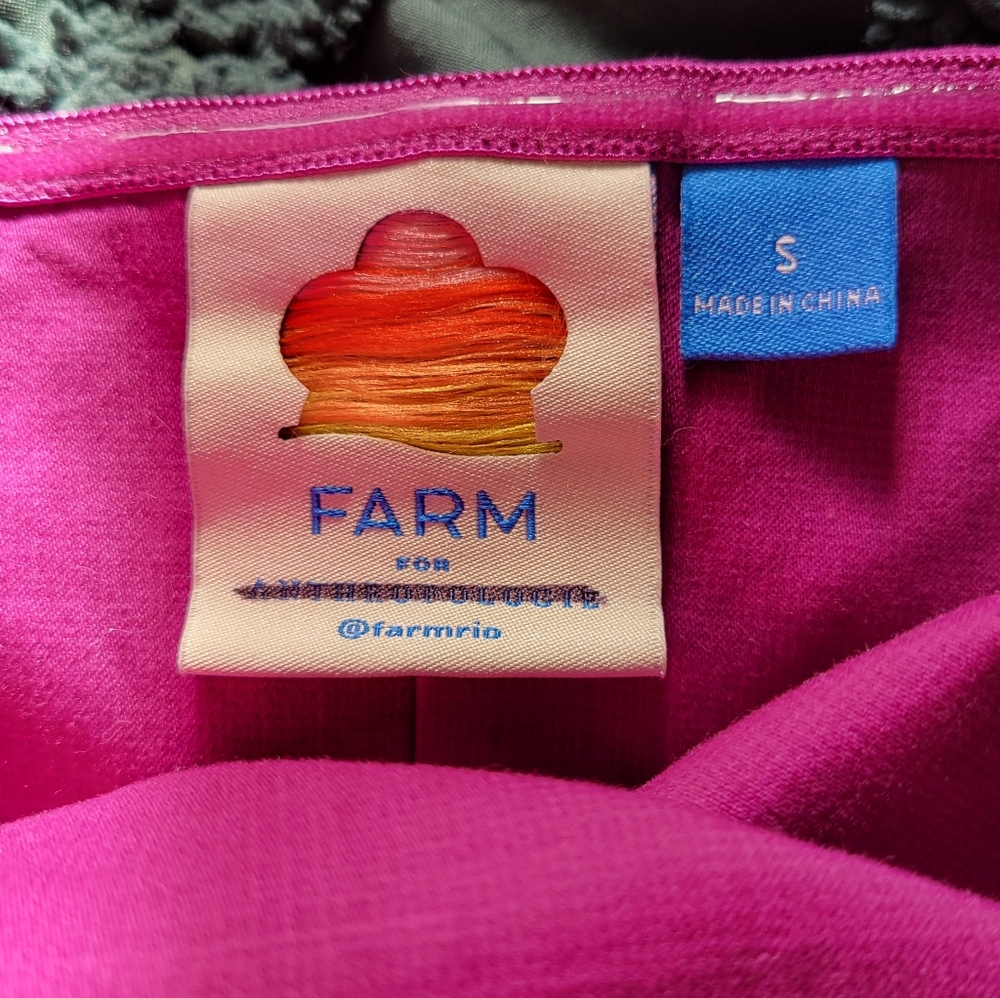 FARM
FOR
ANTHROPOLOGIE
@farmrio
S
MADE IN CHINA